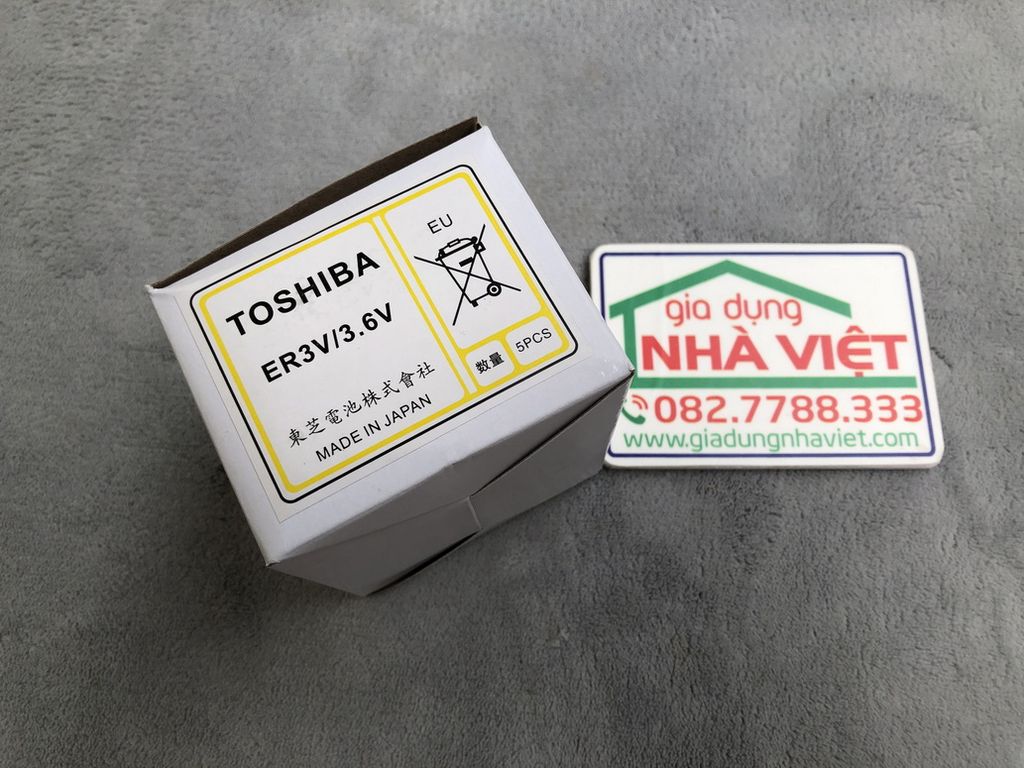 TOSHIBA
ER3V/3.6V
東芝電池株式會社
MADE IN JAPAN
EU
数量
5PCS
gia dụng
NHÀ VIỆT
082.7788.333
www.giadungnhaviet.com